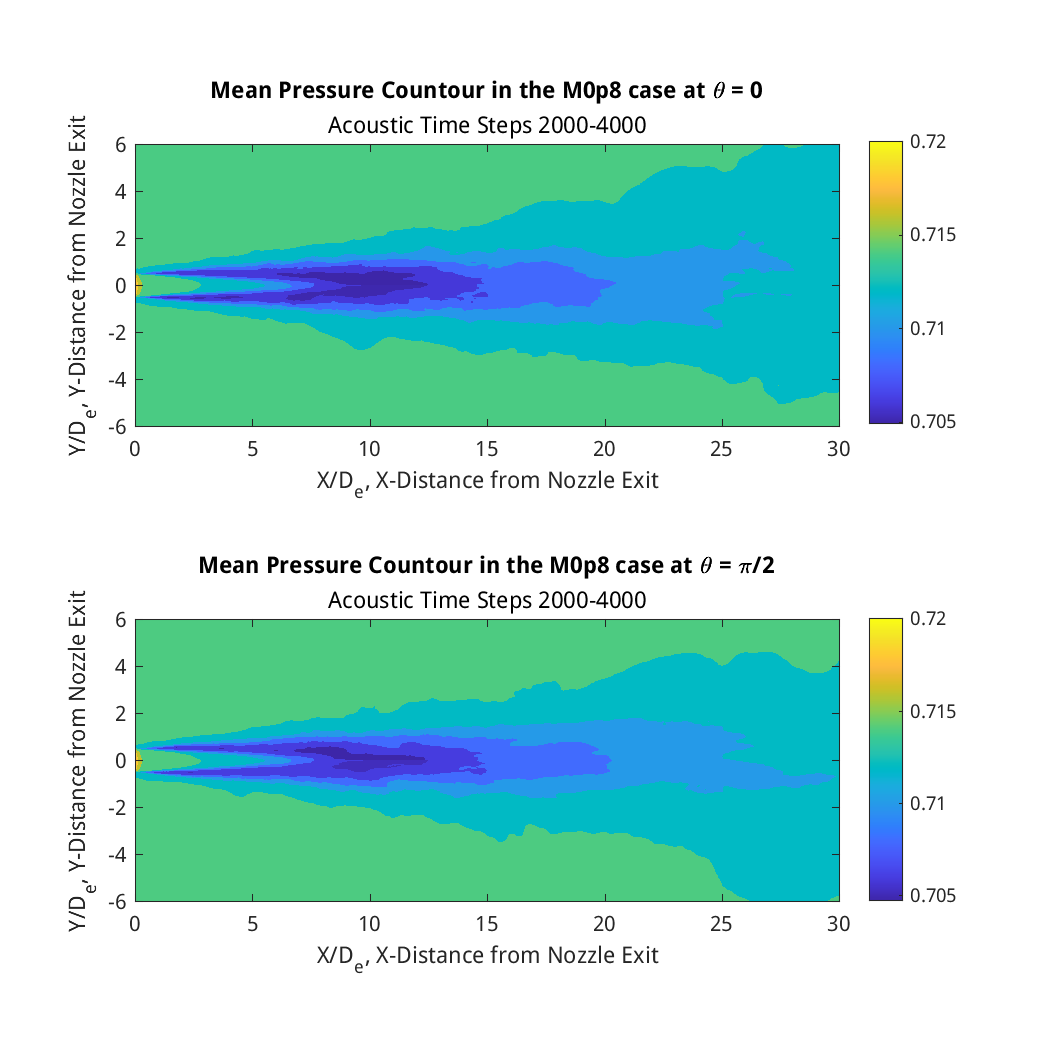 Mean Pressure Countour in the M0p8 case at θ = 0
Acoustic Time Steps 2000-4000
Y/De, Y-Distance from Nozzle Exit
6
4
2
0
-2
-4
-6
0 5 10 15 20 25 30
X/De, X-Distance from Nozzle Exit
0.72
0.715
0.71
0.705
Mean Pressure Countour in the M0p8 case at θ = π/2
Acoustic Time Steps 2000-4000
Y/De, Y-Distance from Nozzle Exit
6
4
2
0
-2
-4
-6
0 5 10 15 20 25 30
X/De, X-Distance from Nozzle Exit
0.72
0.715
0.71
0.705